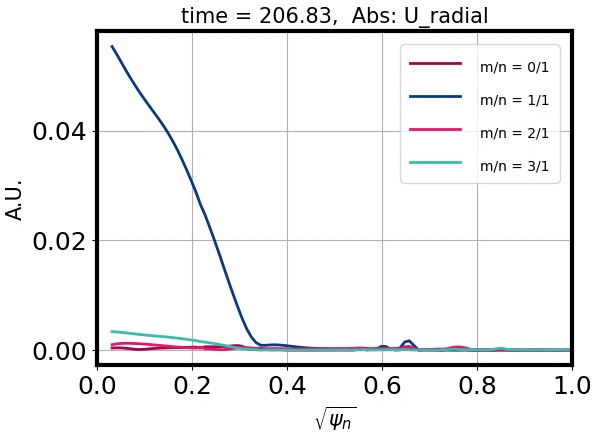 time = 206.83,  Abs: U_radial
A.U.
0.04
0.02
0.00
m/n = 0/1
m/n = 1/1
m/n = 2/1
m/n = 3/1
0.0 0.2 0.4 0.6 0.8 1.0
√ψₙ